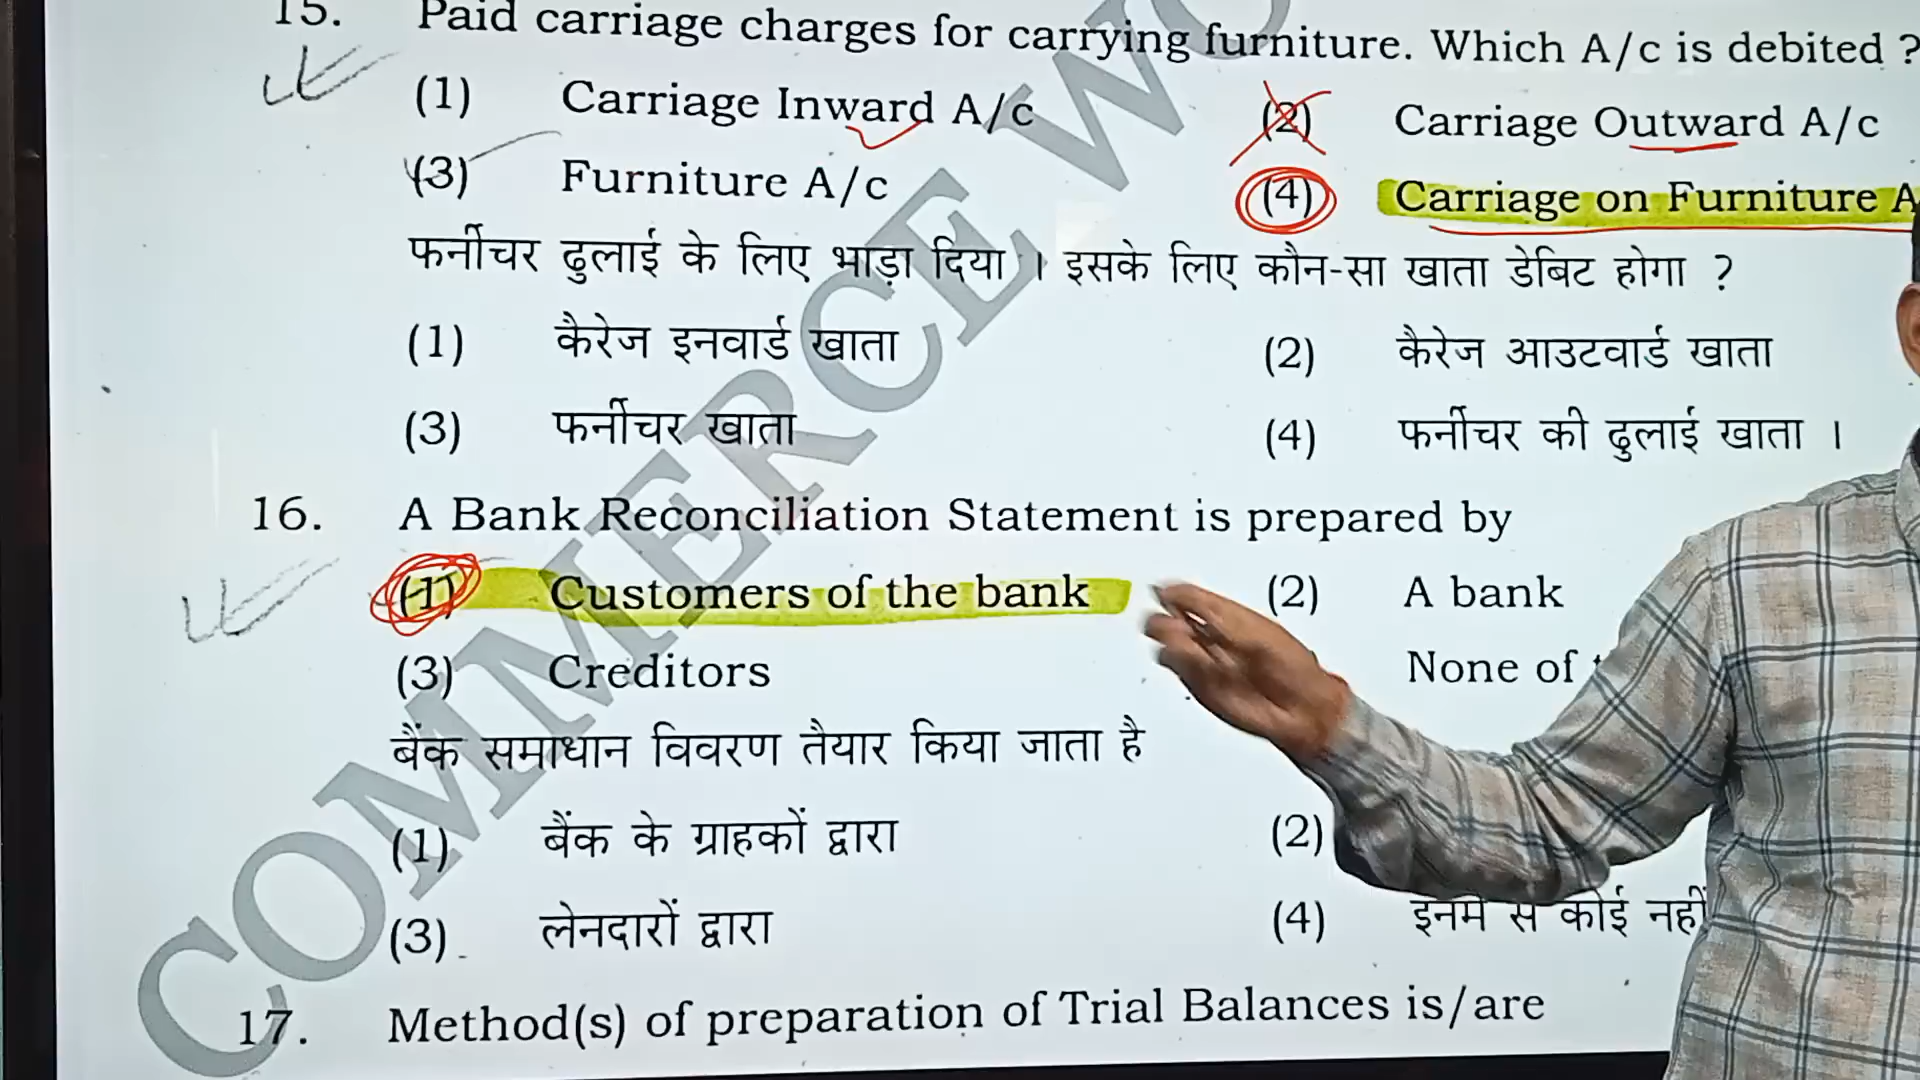 15. Paid carriage charges for carrying furniture. Which A/c is debited ?
(1) Carriage Inward A/c (2) Carriage Outward A/c
(3) Furniture A/c (4) Carriage on Furniture
फर्नीचर ढुलाई के लिए भाड़ा दिया । इसके लिए कौन-सा खाता डेबिट होगा ?
(1) कैरेज इनवार्ड खाता (2) कैरेज आउटवार्ड खाता
(3) फर्नीचर खाता (4) फर्नीचर की ढुलाई खाता ।
16. A Bank Reconciliation Statement is prepared by
(1) Customers of the bank (2) A bank
(3) Creditors None of
बैंक समाधान विवरण तैयार किया जाता है
(1) बैंक के ग्राहकों द्वारा (2)
(3) लेनदारों द्वारा (4) इनमें से कोई नहीं
17. Method(s) of preparation of Trial Balances is/are
COMMERCE